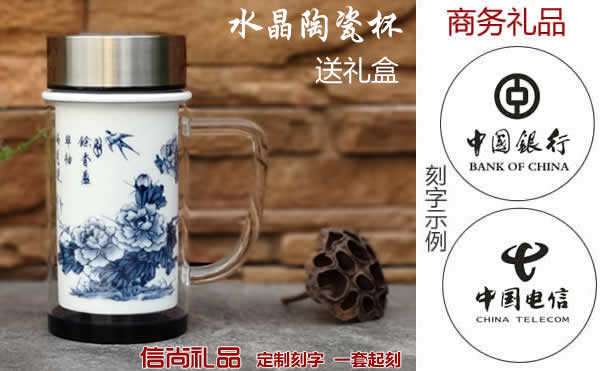 水晶陶瓷杯
送礼盒
商务礼品
中国銀行
BANK OF CHINA
刻字示例
中国电信
CHINA TELECOM
信尚礼品 定制刻字 一套起刻